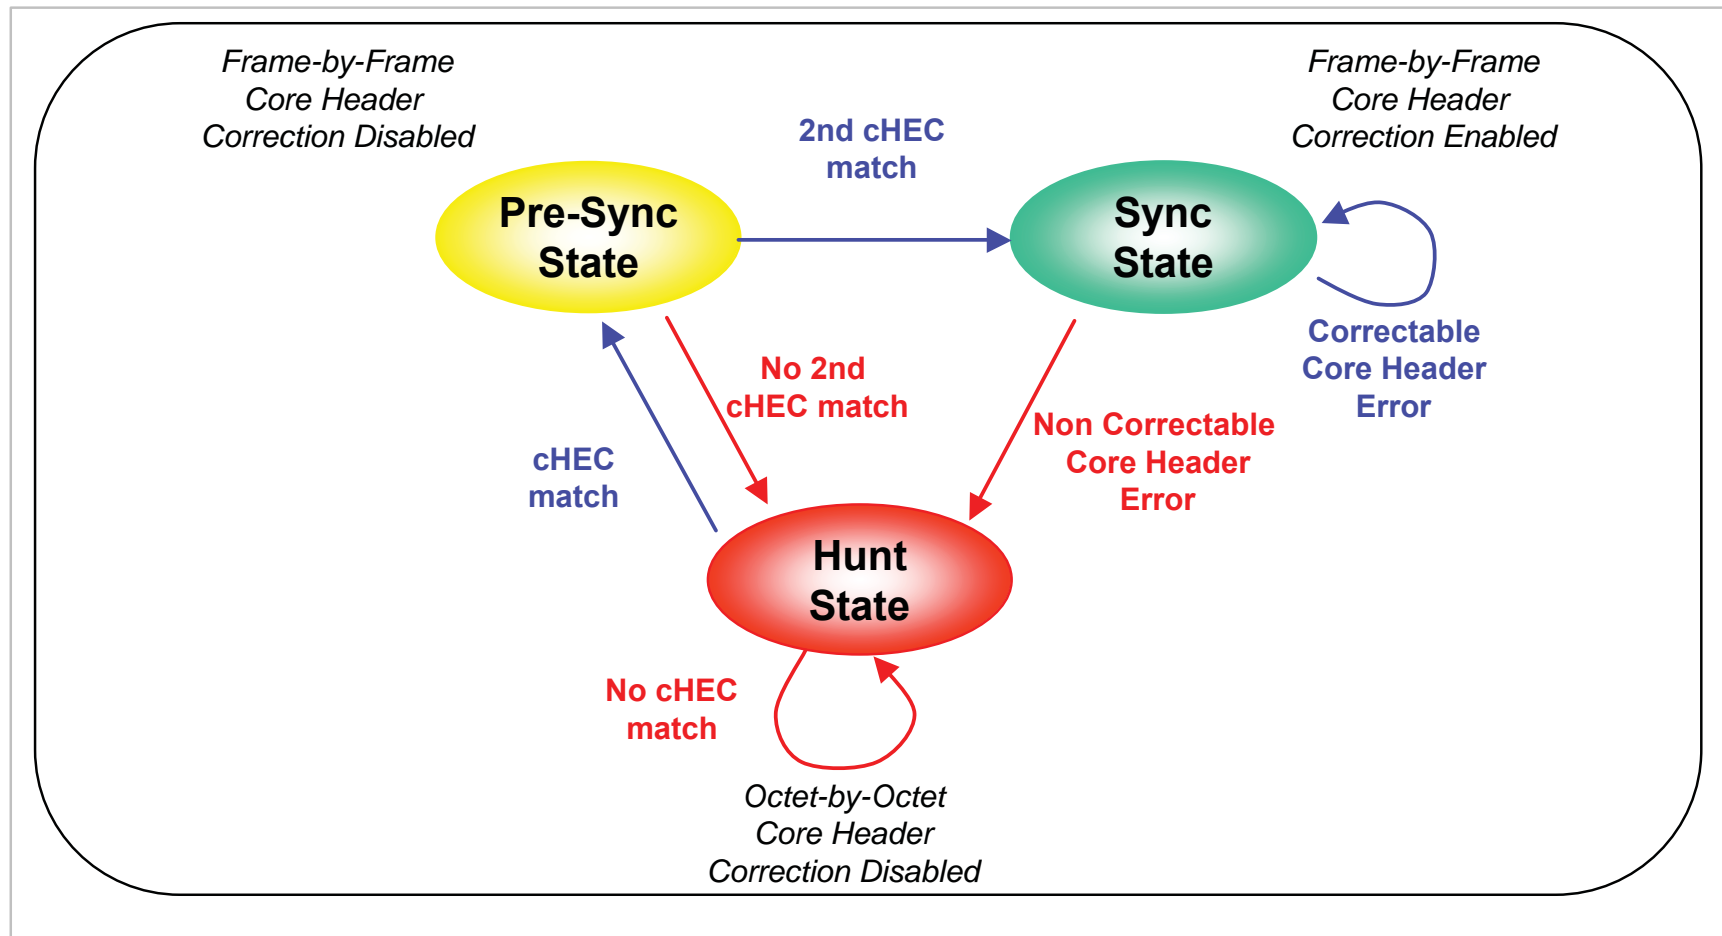 Frame-by-Frame
Core Header
Correction Disabled
Frame-by-Frame
Core Header
Correction Enabled
2nd cHEC
match
Pre-Sync
State
Sync
State
Correctable
Core Header
Error
No 2nd
cHEC match
Non Correctable
Core Header
Error
cHEC
match
Hunt
State
No cHEC
match
Octet-by-Octet
Core Header
Correction Disabled